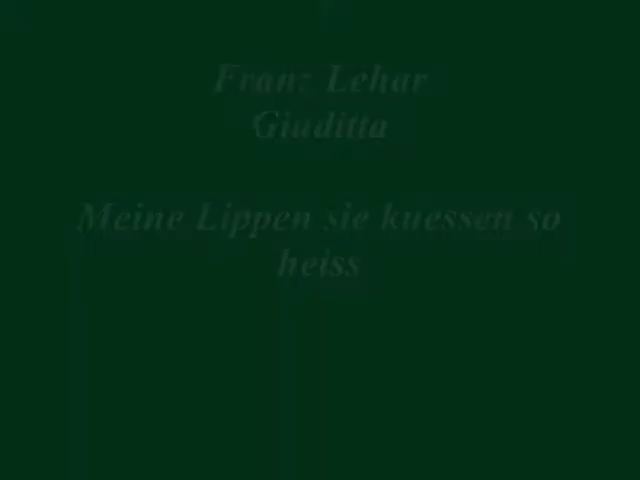 Franz Lehar
Giuditta
Meine Lippen sie kuessen so
heiss